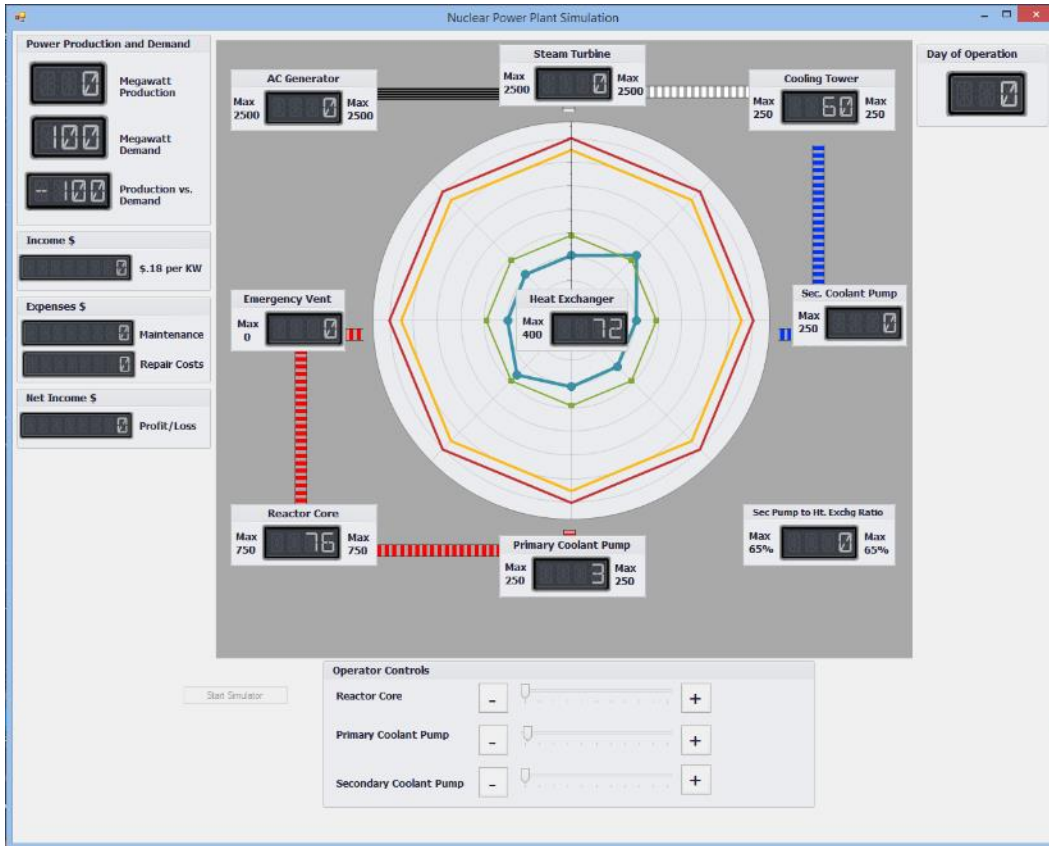 Nuclear Power Plant Simulation
Power Production and Demand
0 Megawatt
Production
100 Megawatt
Demand
-100 Production vs.
Demand
Income $
0 $.18 per KW
Expenses $
0 Maintenance
0 Repair Costs
Net Income $
0 Profit/Loss
AC Generator
Max
2500
0
Max
2500
Steam Turbine
Max
2500
0
Max
2500
Cooling Tower
Max
250
60
Max
250
Day of Operation
0
Emergency Vent
Max
0
0
Heat Exchanger
Max
400
72
Sec. Coolant Pump
Max
250
0
Reactor Core
Max
750
76
Max
750
Primary Coolant Pump
Max
250
3
Max
250
Sec Pump to Ht. Exchg Ratio
Max
65%
0
Max
65%
Start Simulator
Operator Controls
Reactor Core - +
Primary Coolant Pump - +
Secondary Coolant Pump - +